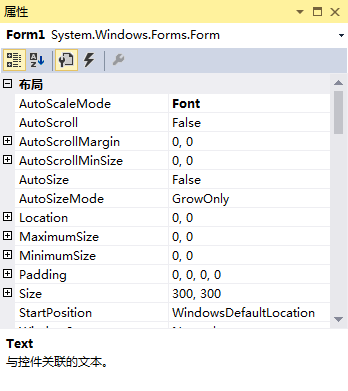 属性
Form1 System.Windows.Forms.Form
布局
AutoScaleMode Font
AutoScroll False
AutoScrollMargin 0, 0
AutoScrollMinSize 0, 0
AutoSize False
AutoSizeMode GrowOnly
Location 0, 0
MaximumSize 0, 0
MinimumSize 0, 0
Padding 0, 0, 0, 0
Size 300, 300
StartPosition WindowsDefaultLocation
Text
与控件关联的文本。